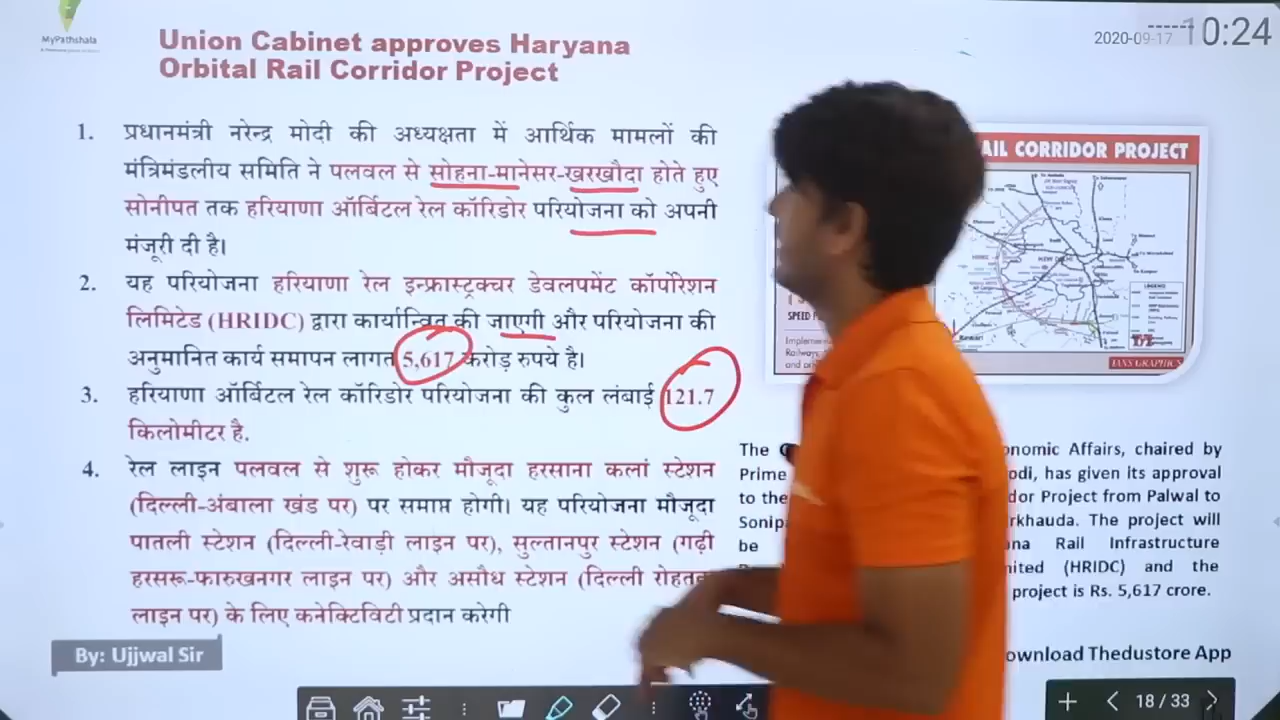 MyPathshala
2020-09-17
10:24
Union Cabinet approves Haryana
Orbital Rail Corridor Project
1. प्रधानमंत्री नरेन्द्र मोदी की अध्यक्षता में आर्थिक मामलों की
मंत्रिमंडलीय समिति ने पलवल से सोहना-मानेसर-खरखौदा होते हुए
सोनीपत तक हरियाणा ऑर्बिटल रेल कॉरिडोर परियोजना को अपनी
मंजूरी दी है।
2. यह परियोजना हरियाणा रेल इन्फ्रास्ट्रक्चर डेवलपमेंट कॉर्पोरेशन
लिमिटेड (HRIDC) द्वारा कार्यान्वित की जाएगी और परियोजना की
अनुमानित कार्य समापन लागत 5,617 करोड़ रुपये है।
3. हरियाणा ऑर्बिटल रेल कॉरिडोर परियोजना की कुल लंबाई 121.7
किलोमीटर है.
4. रेल लाइन पलवल से शुरू होकर मौजूदा हरसाना कलां स्टेशन
(दिल्ली-अंबाला खंड पर) पर समाप्त होगी। यह परियोजना मौजूदा
पातली स्टेशन (दिल्ली-रेवाड़ी लाइन पर), सुल्तानपुर स्टेशन (गढ़ी
हरसरू-फारुखनगर लाइन पर) और असौध स्टेशन (दिल्ली रोहतक
लाइन पर) के लिए कनेक्टिविटी प्रदान करेगी
By: Ujjwal Sir
RAIL CORRIDOR PROJECT
LEGEND
IANS GRAPHICS
The
onomic Affairs, chaired by
Prime
odi, has given its approval
to the
dor Project from Palwal to
Sonip
rkhauda. The project will
be
ana Rail Infrastructure
nited (HRIDC) and the
project is Rs. 5,617 crore.
ownload Thedustore App
18 / 33